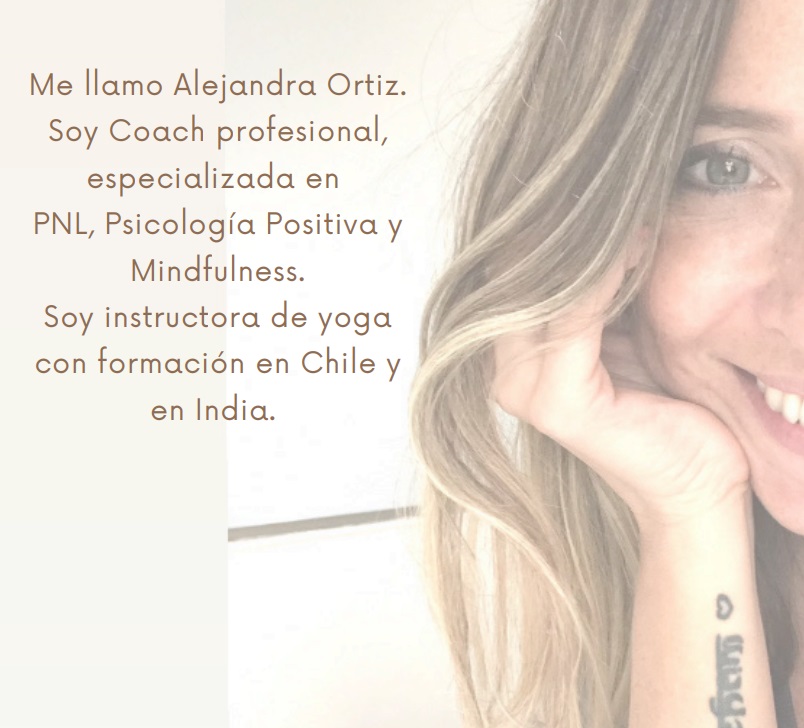 Me llamo Alejandra Ortiz.
Soy Coach profesional,
especializada en
PNL, Psicología Positiva y
Mindfulness.
Soy instructora de yoga
con formación en Chile y
en India.